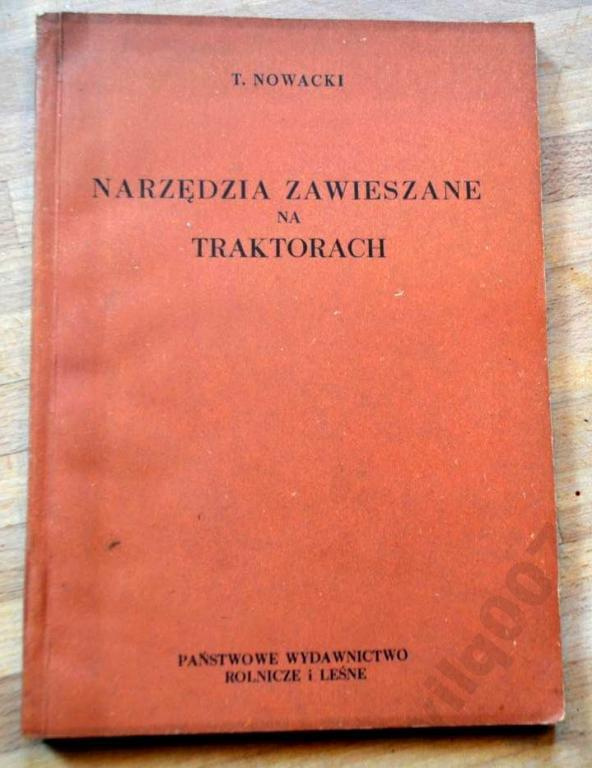 T. NOWACKI
NARZĘDZIA ZAWIESZANE
NA
TRAKTORACH
PAŃSTWOWE WYDAWNICTWO
ROLNICZE i LEŚNE